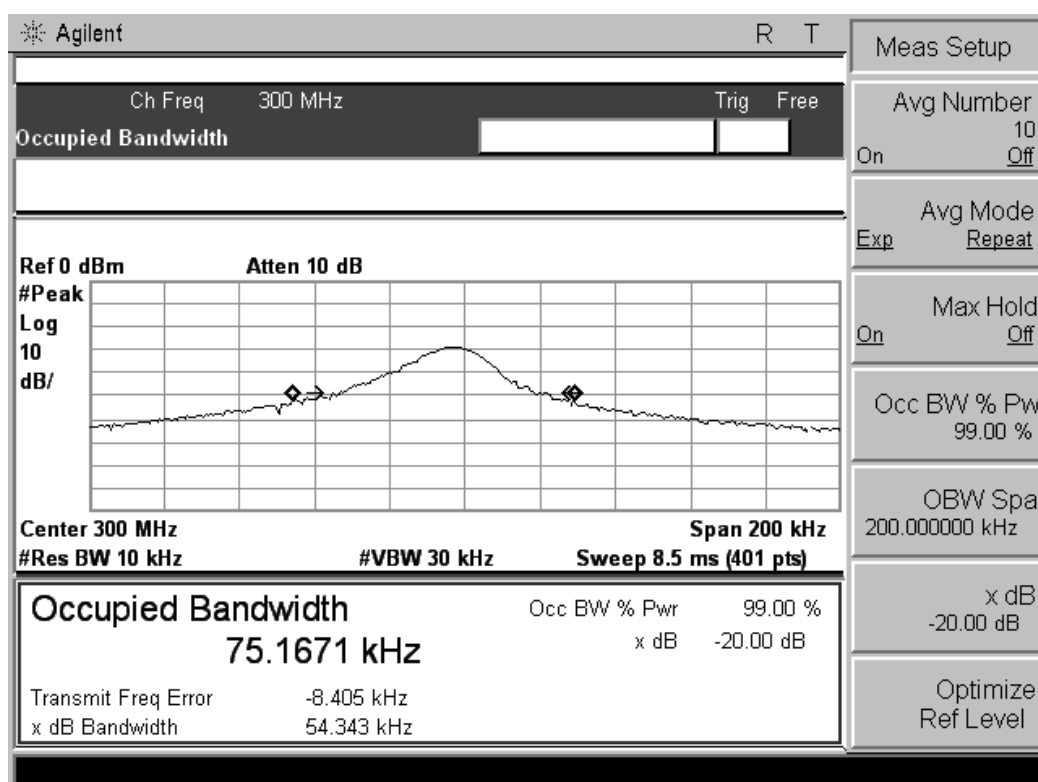 Agilent R T
Ch Freq 300 MHz Trig Free
Occupied Bandwidth
Ref 0 dBm Atten 10 dB
#Peak
Log
10
dB/
Center 300 MHz Span 200 kHz
#Res BW 10 kHz #VBW 30 kHz Sweep 8.5 ms (401 pts)
Occupied Bandwidth Occ BW % Pwr 99.00 %
75.1671 kHz x dB -20.00 dB
Transmit Freq Error -8.405 kHz
x dB Bandwidth 54.343 kHz
Meas Setup
Avg Number
10
On Off
Avg Mode
Exp Repeat
Max Hold
On Off
Occ BW % Pw
99.00 %
OBW Spa
200.000000 kHz
x dB
-20.00 dB
Optimize
Ref Level